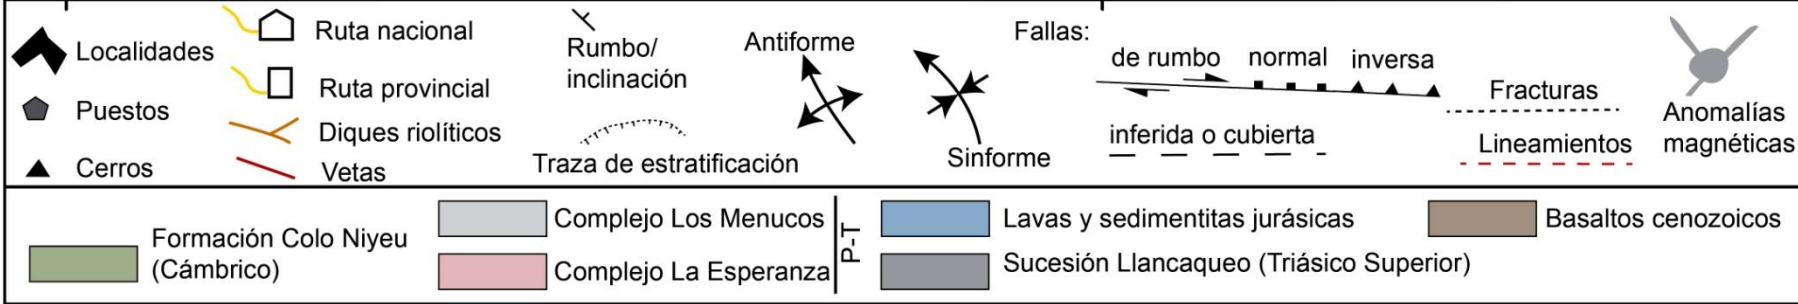 Localidades
Puestos
Cerros
Ruta nacional
Ruta provincial
Diques riolíticos
Vetas
Rumbo/
inclinación
Traza de estratificación
Antiforme
Sinforme
Fallas:
de rumbo
normal
inversa
inferida o cubierta
Fracturas
Lineamientos
Anomalías
magnéticas
Formación Colo Niyeu
(Cámbrico)
Complejo Los Menucos
Complejo La Esperanza
P-T
Lavas y sedimentitas jurásicas
Sucesión Llancaqueo (Triásico Superior)
Basaltos cenozoicos